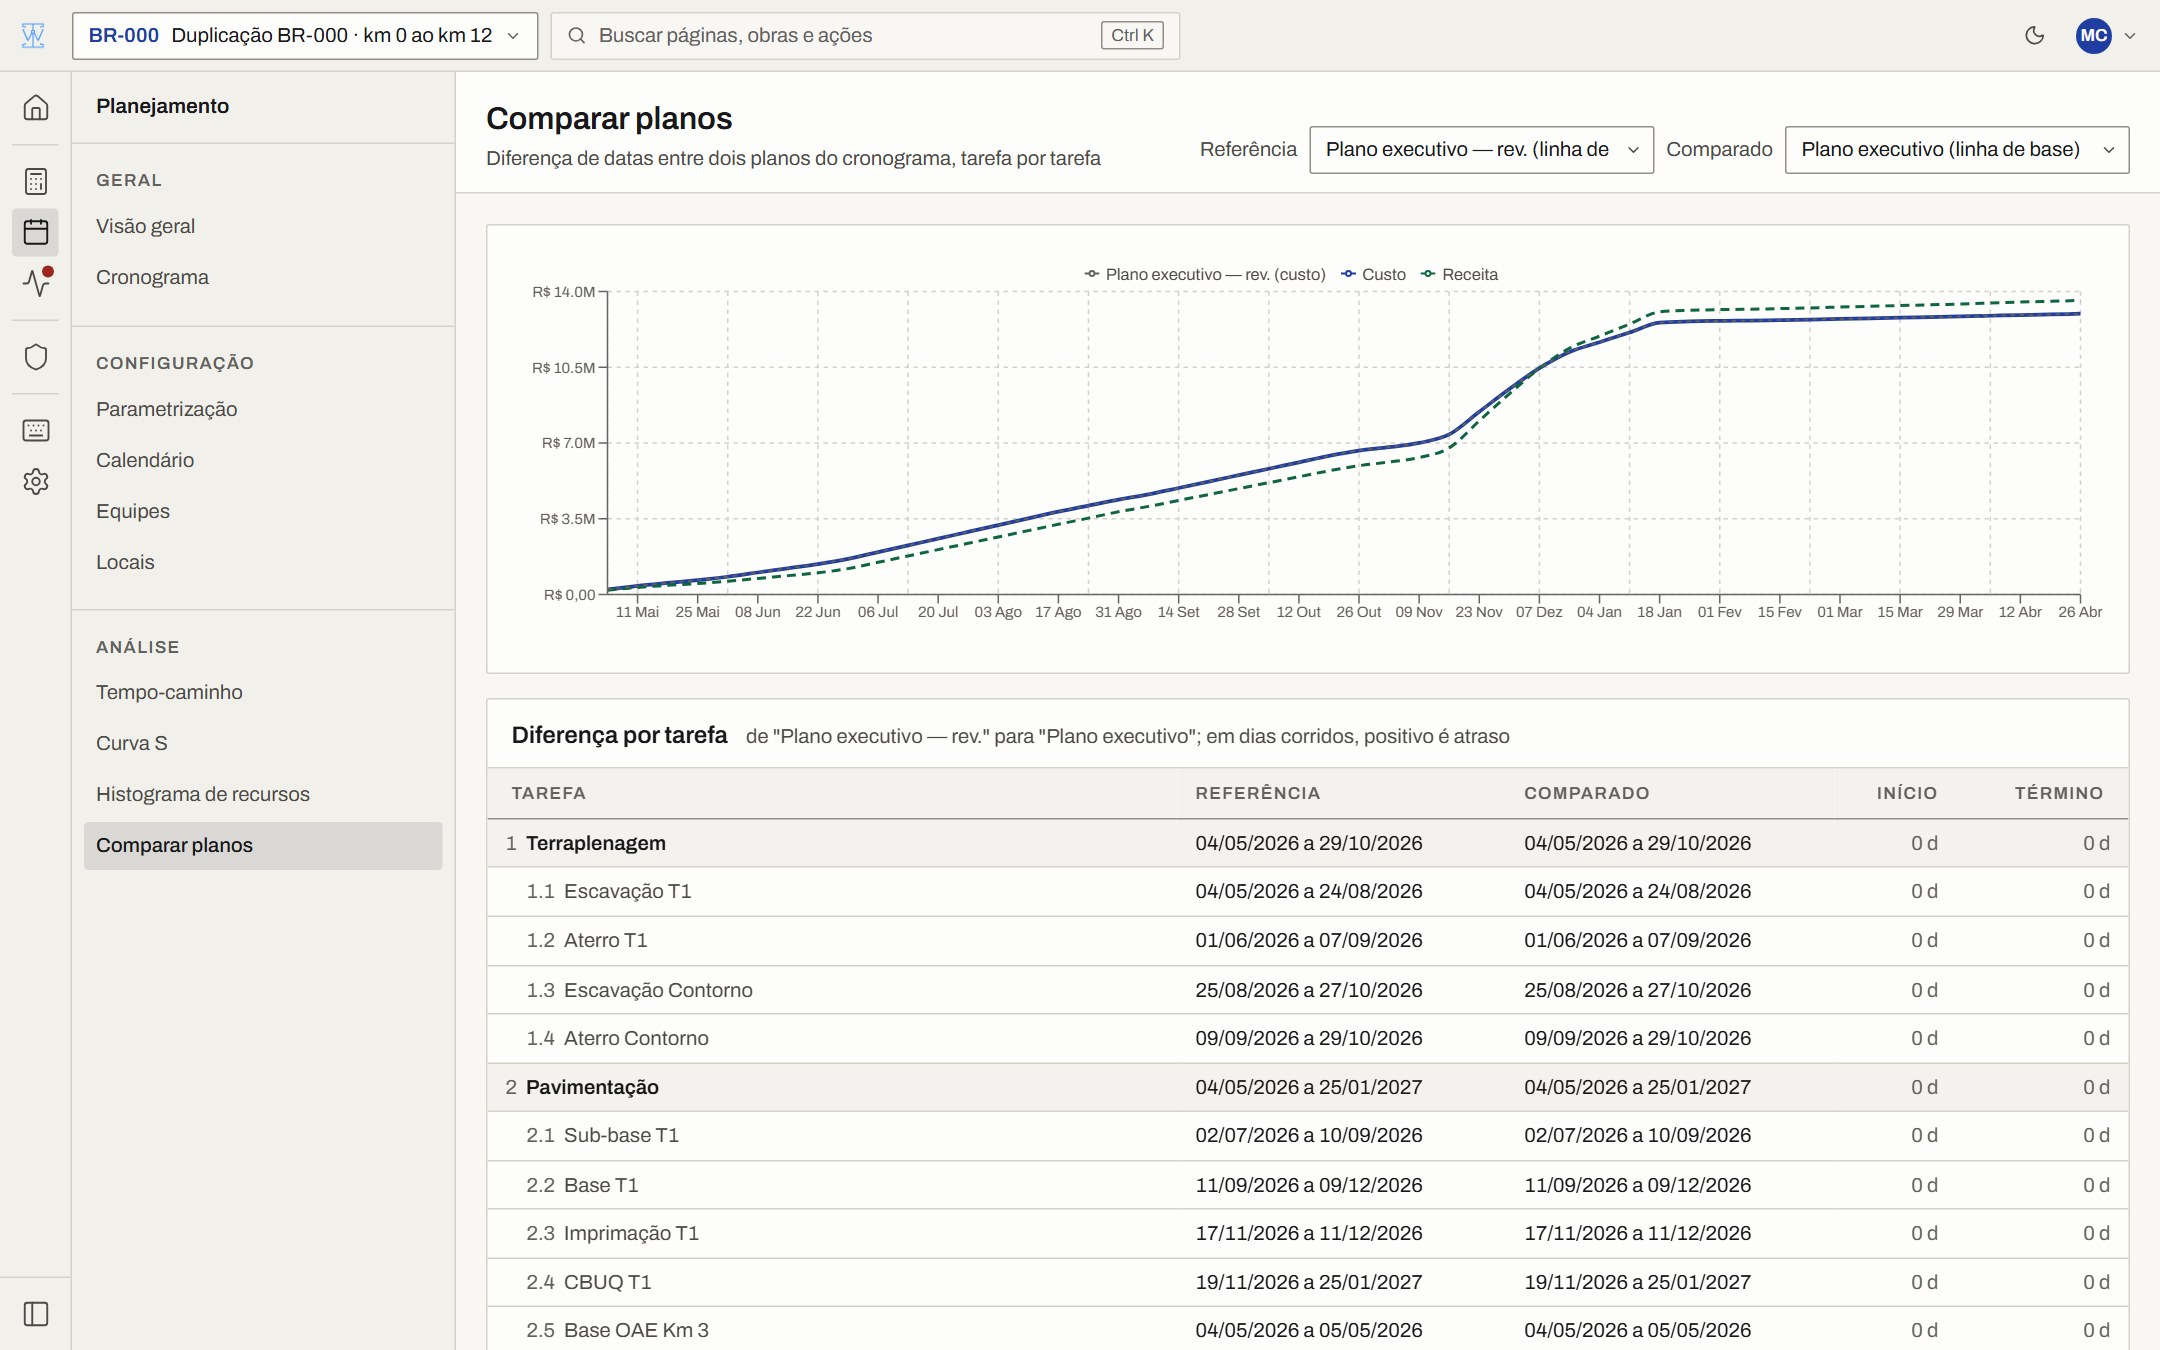 BR-000 Duplicação BR-000 · km 0 ao km 12
Buscar páginas, obras e ações
Ctrl K
MC
Planejamento
GERAL
Visão geral
Cronograma
CONFIGURAÇÃO
Parametrização
Calendário
Equipes
Locais
ANÁLISE
Tempo-caminho
Curva S
Histograma de recursos
Comparar planos
Comparar planos
Diferença de datas entre dois planos do cronograma, tarefa por tarefa
Referência Plano executivo — rev. (linha de
Comparado Plano executivo (linha de base)
Plano executivo — rev. (custo) Custo Receita
R$ 14.0M
R$ 10.5M
R$ 7.0M
R$ 3.5M
R$ 0,00
11 Mai 25 Mai 08 Jun 22 Jun 06 Jul 20 Jul 03 Ago 17 Ago 31 Ago 14 Set 28 Set 12 Out 26 Out 09 Nov 23 Nov 07 Dez 04 Jan 18 Jan 01 Fev 15 Fev 01 Mar 15 Mar 29 Mar 12 Abr 26 Abr
Diferença por tarefa de "Plano executivo — rev." para "Plano executivo"; em dias corridos, positivo é atraso
TAREFA REFERÊNCIA COMPARADO INÍCIO TÉRMINO
1 Terraplenagem 04/05/2026 a 29/10/2026 04/05/2026 a 29/10/2026 0 d 0 d
1.1 Escavação T1 04/05/2026 a 24/08/2026 04/05/2026 a 24/08/2026 0 d 0 d
1.2 Aterro T1 01/06/2026 a 07/09/2026 01/06/2026 a 07/09/2026 0 d 0 d
1.3 Escavação Contorno 25/08/2026 a 27/10/2026 25/08/2026 a 27/10/2026 0 d 0 d
1.4 Aterro Contorno 09/09/2026 a 29/10/2026 09/09/2026 a 29/10/2026 0 d 0 d
2 Pavimentação 04/05/2026 a 25/01/2027 04/05/2026 a 25/01/2027 0 d 0 d
2.1 Sub-base T1 02/07/2026 a 10/09/2026 02/07/2026 a 10/09/2026 0 d 0 d
2.2 Base T1 11/09/2026 a 09/12/2026 11/09/2026 a 09/12/2026 0 d 0 d
2.3 Imprimação T1 17/11/2026 a 11/12/2026 17/11/2026 a 11/12/2026 0 d 0 d
2.4 CBUQ T1 19/11/2026 a 25/01/2027 19/11/2026 a 25/01/2027 0 d 0 d
2.5 Base OAE Km 3 04/05/2026 a 05/05/2026 04/05/2026 a 05/05/2026 0 d 0 d